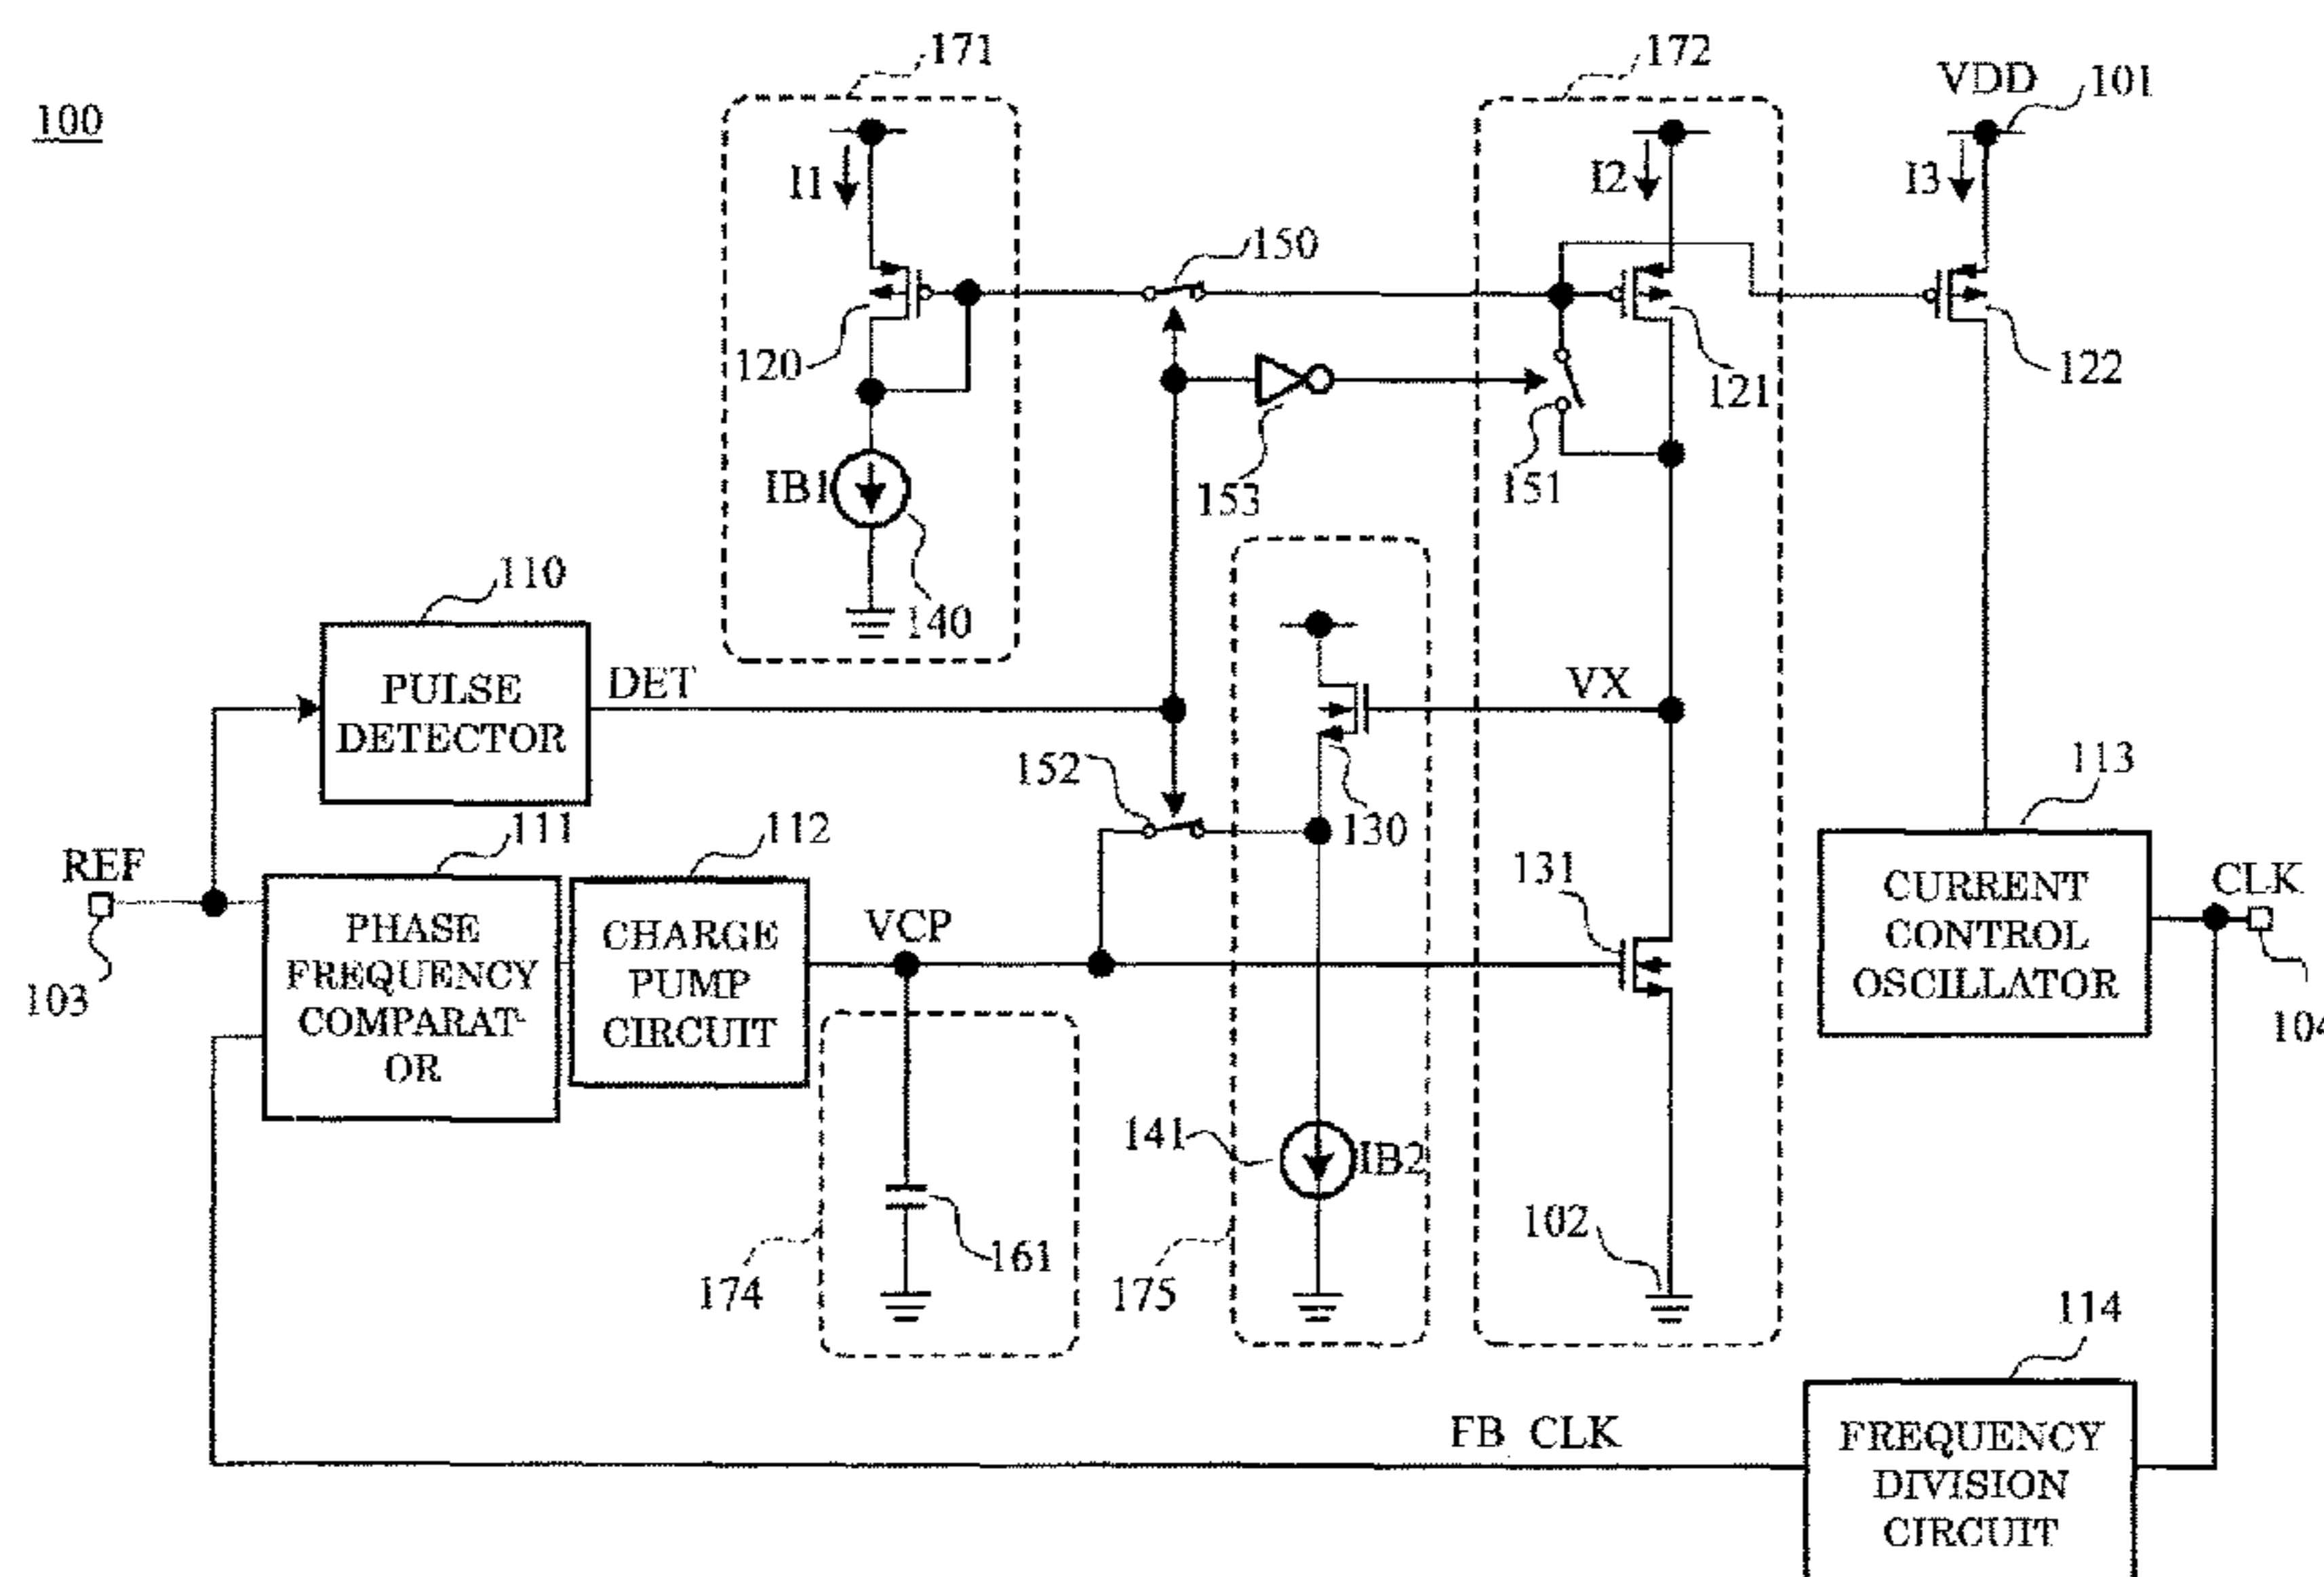 100
171
172
VDD
101
I1
I2
I3
150
120
121
122
153
151
IB1
140
110
PULSE
DETECTOR
DET
VX
152
130
113
REF
103
111
PHASE
FREQUENCY
COMPARAT-
OR
112
CHARGE
PUMP
CIRCUIT
VCP
131
CURRENT
CONTROL
OSCILLATOR
CLK
104
141
IB2
102
161
174
175
114
FB CLK
FREQUENCY
DIVISION
CIRCUIT